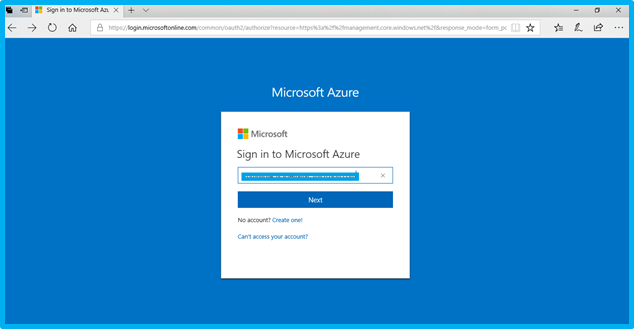 Sign in to Microsoft Azu
https://login.microsoftonline.com/common/oauth2/authorize?resource=https%3a%2f%2fmanagement.core.windows.net%2f&response_mode=form_pc
Microsoft Azure
Microsoft
Sign in to Microsoft Azure
Next
No account? Create one!
Can't access your account?